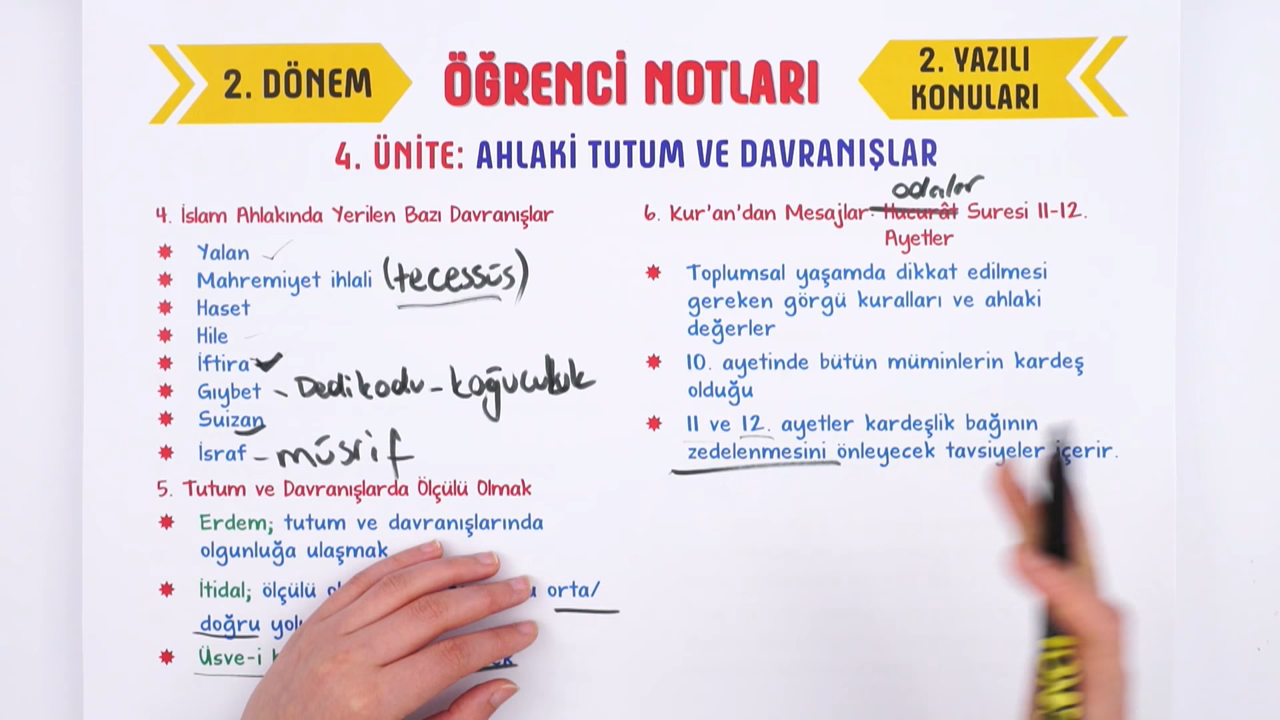 2. DÖNEM
ÖĞRENCİ NOTLARI
2. YAZILI
KONULARI
4. ÜNİTE: AHLAKİ TUTUM VE DAVRANIŞLAR
4. İslam Ahlakında Yerilen Bazı Davranışlar
Yalan
Mahremiyet ihlali (tecessüs)
Haset
Hile
İftira
Gıybet - Dedikodu - koğuculuk
Suizan
İsraf - müsrif
5. Tutum ve Davranışlarda Ölçülü Olmak
Erdem; tutum ve davranışlarında
olgunluğa ulaşmak
İtidal; ölçülü orta/
doğru
Üsve-i
odalar
6. Kur'an'dan Mesajlar: Hucurât Suresi 11-12.
Ayetler
Toplumsal yaşamda dikkat edilmesi
gereken görgü kuralları ve ahlaki
değerler
10. ayetinde bütün müminlerin kardeş
olduğu
11 ve 12. ayetler kardeşlik bağının
zedelenmesini önleyecek tavsiyeler içerir.